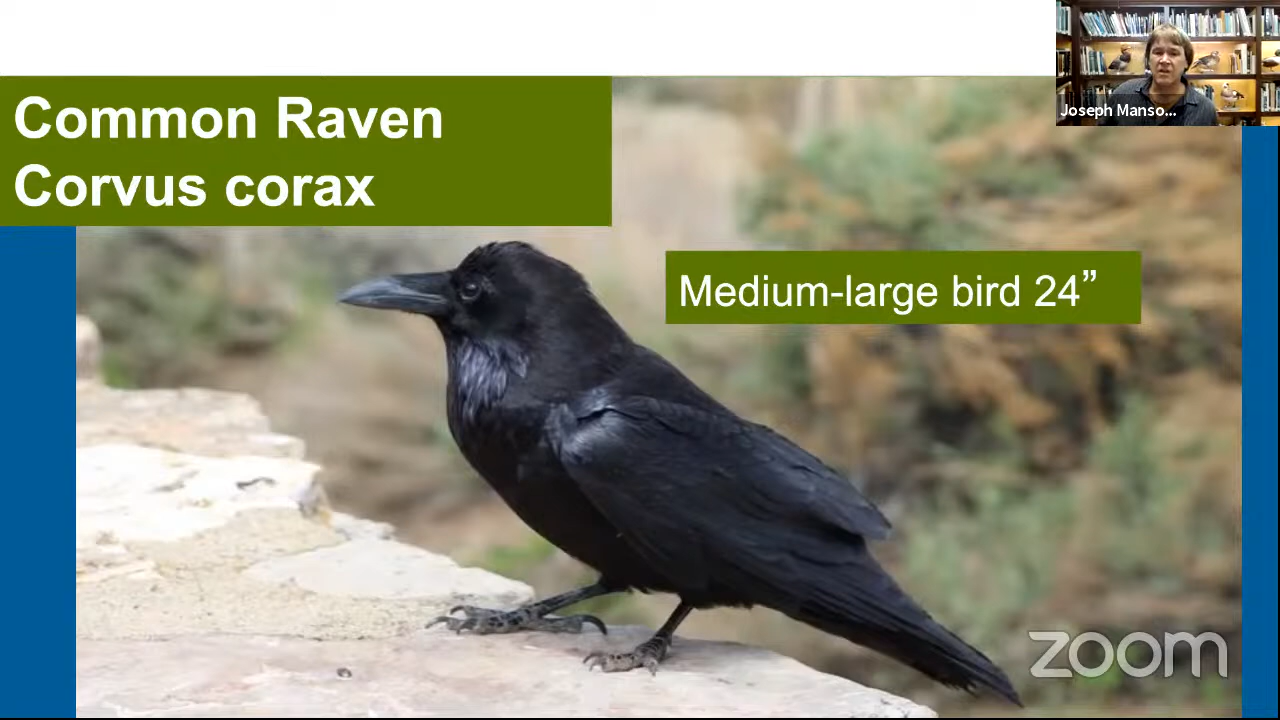 Common Raven
Corvus corax
Joseph Manso...
Medium-large bird 24”
zoom